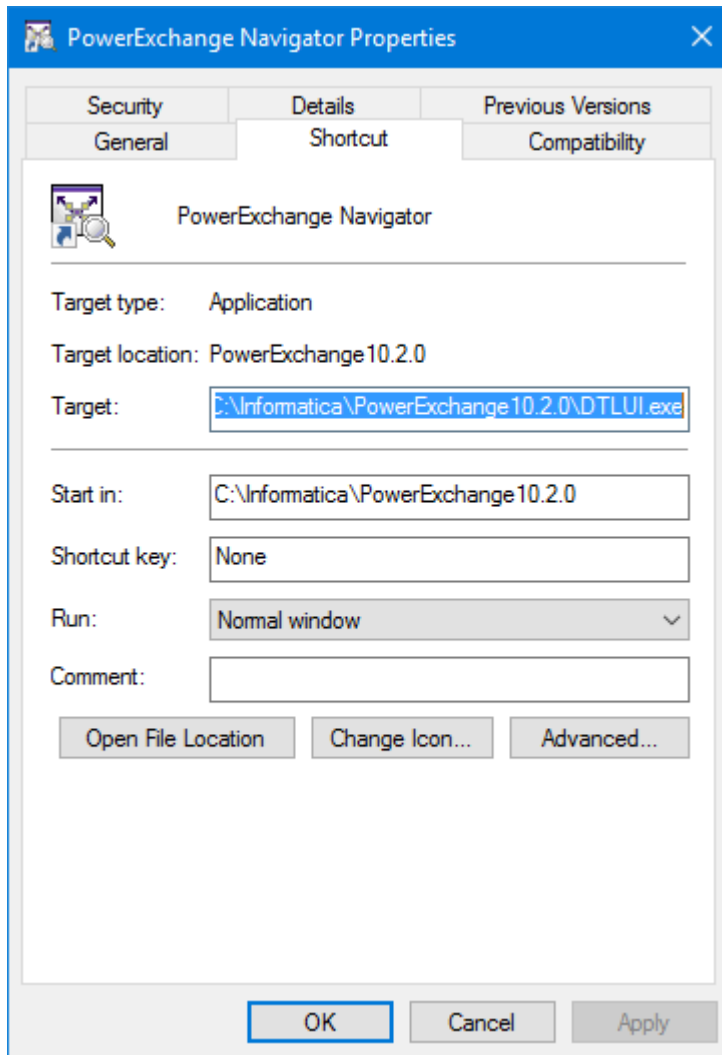 PowerExchange Navigator Properties
Security Details Previous Versions
General Shortcut Compatibility
PowerExchange Navigator
Target type: Application
Target location: PowerExchange10.2.0
Target: C:\Informatica\PowerExchange10.2.0\DTLUI.exe
Start in: C:\Informatica\PowerExchange10.2.0
Shortcut key: None
Run: Normal window
Comment:
Open File Location Change Icon... Advanced...
OK Cancel Apply